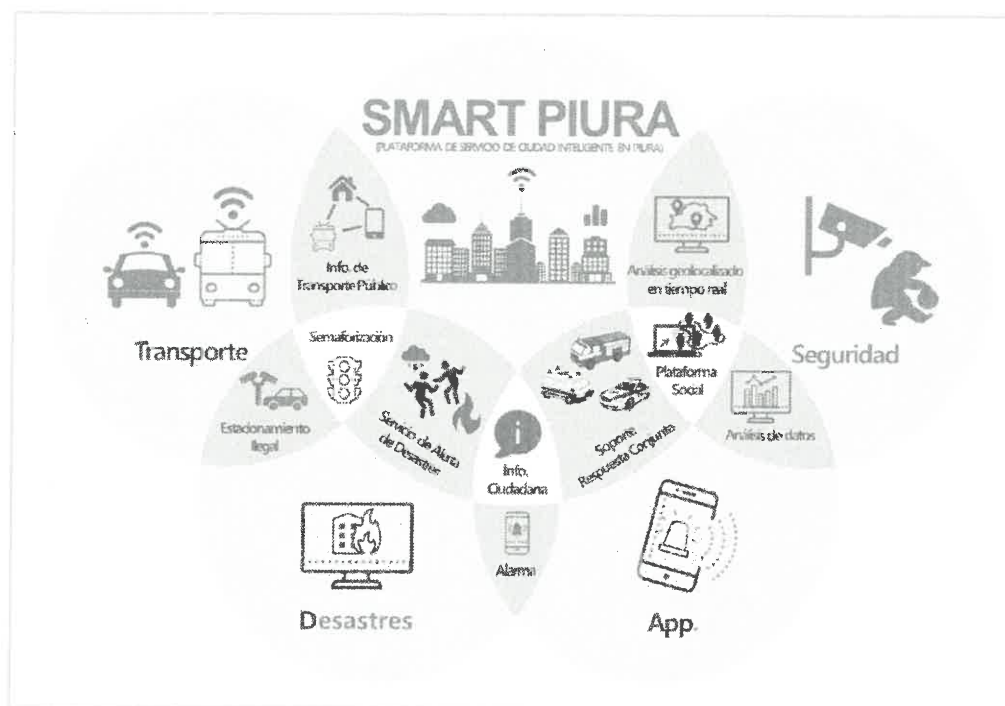 SMART PIURA
(PLATAFORMA DE SERVICIO DE CIUDAD INTELIGENTE EN PIURA)
Info. de
Transporte Público
Análisis geolocalizado
en tiempo real
Transporte
Semaforización
Plataforma
Social
Seguridad
Estacionamiento
Ilegal
Servicio de Alerta
de Desastres
Info.
Ciudadana
Soporte
Respuesta Conjunta
Análisis de datos
Alarma
Desastres
App.